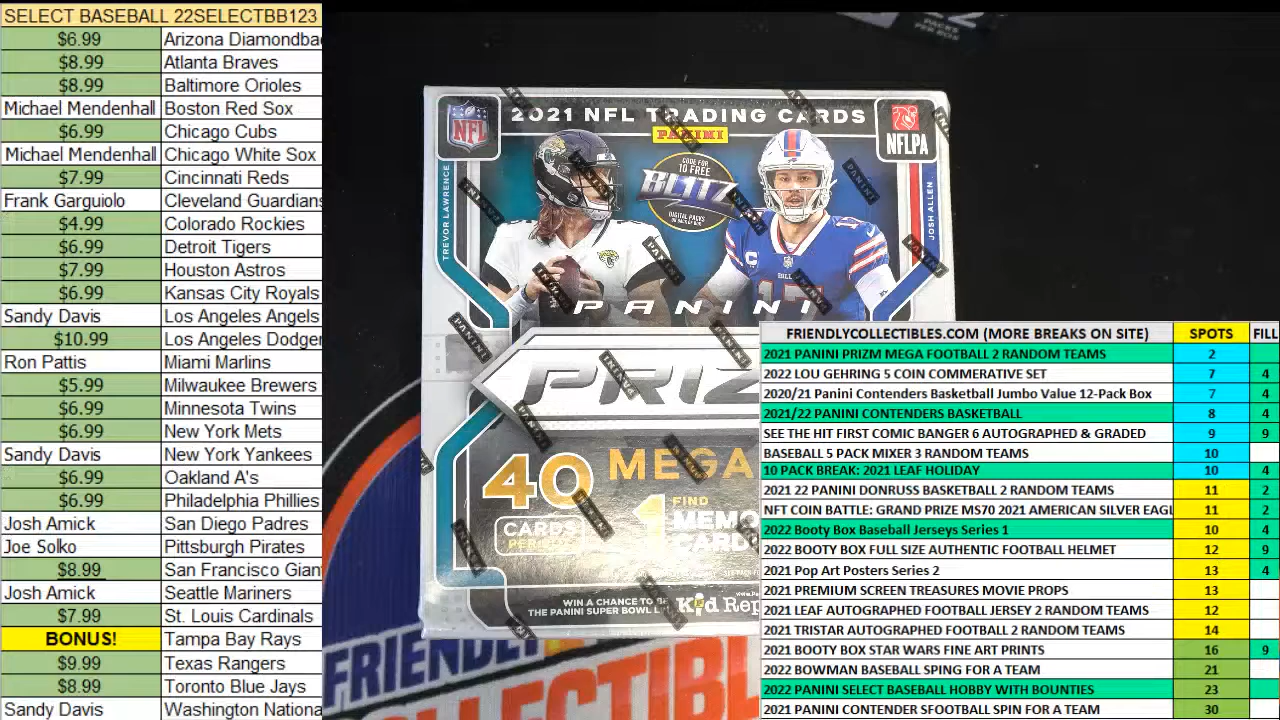 SELECT BASEBALL 22SELECTBB123
$6.99 Arizona Diamondba
$8.99 Atlanta Braves
$8.99 Baltimore Orioles
Michael Mendenhall Boston Red Sox
$6.99 Chicago Cubs
Michael Mendenhall Chicago White Sox
$7.99 Cincinnati Reds
Frank Garguiolo Cleveland Guardians
$4.99 Colorado Rockies
$6.99 Detroit Tigers
$7.99 Houston Astros
$6.99 Kansas City Royals
Sandy Davis Los Angeles Angels
$10.99 Los Angeles Dodger
Ron Pattis Miami Marlins
$5.99 Milwaukee Brewers
$6.99 Minnesota Twins
$6.99 New York Mets
Sandy Davis New York Yankees
$6.99 Oakland A's
$6.99 Philadelphia Phillies
Josh Amick San Diego Padres
Joe Solko Pittsburgh Pirates
$8.99 San Francisco Gian
Josh Amick Seattle Mariners
$7.99 St. Louis Cardinals
BONUS! Tampa Bay Rays
$9.99 Texas Rangers
$8.99 Toronto Blue Jays
Sandy Davis Washington Nationa
PACKS
PER BOX
2021 NFL TRADING CARDS
PANINI
NFL
NFLPA
CODE FOR
10 FREE
BLITZ
DIGITAL PACKS
TREVOR LAWRENCE
JOSH ALLEN
PANINI
PRIZ
40 MEGA
CARDS
FIND
1 MEMO
CARD
WIN A CHANCE TO BE
THE PANINI SUPER BOWL
Kid Rep
FRIENDLY
COLLECTIBLES
FRIENDLYCOLLECTIBLES.COM (MORE BREAKS ON SITE) SPOTS FILL
2021 PANINI PRIZM MEGA FOOTBALL 2 RANDOM TEAMS 2
2022 LOU GEHRING 5 COIN COMMERATIVE SET 7 4
2020/21 Panini Contenders Basketball Jumbo Value 12-Pack Box 7 4
2021/22 PANINI CONTENDERS BASKETBALL 8 4
SEE THE HIT FIRST COMIC BANGER 6 AUTOGRAPHED & GRADED 9 9
BASEBALL 5 PACK MIXER 3 RANDOM TEAMS 10
10 PACK BREAK: 2021 LEAF HOLIDAY 10 4
2021 22 PANINI DONRUSS BASKETBALL 2 RANDOM TEAMS 11 2
NFT COIN BATTLE: GRAND PRIZE MS70 2021 AMERICAN SILVER EAGL 11 2
2022 Booty Box Baseball Jerseys Series 1 10 4
2022 BOOTY BOX FULL SIZE AUTHENTIC FOOTBALL HELMET 12 9
2021 Pop Art Posters Series 2 13 4
2021 PREMIUM SCREEN TREASURES MOVIE PROPS 13
2021 LEAF AUTOGRAPHED FOOTBALL JERSEY 2 RANDOM TEAMS 12
2021 TRISTAR AUTOGRAPHED FOOTBALL 2 RANDOM TEAMS 14
2021 BOOTY BOX STAR WARS FINE ART PRINTS 16 9
2022 BOWMAN BASEBALL SPING FOR A TEAM 21
2022 PANINI SELECT BASEBALL HOBBY WITH BOUNTIES 23
2021 PANINI CONTENDER SFOOTBALL SPIN FOR A TEAM 30